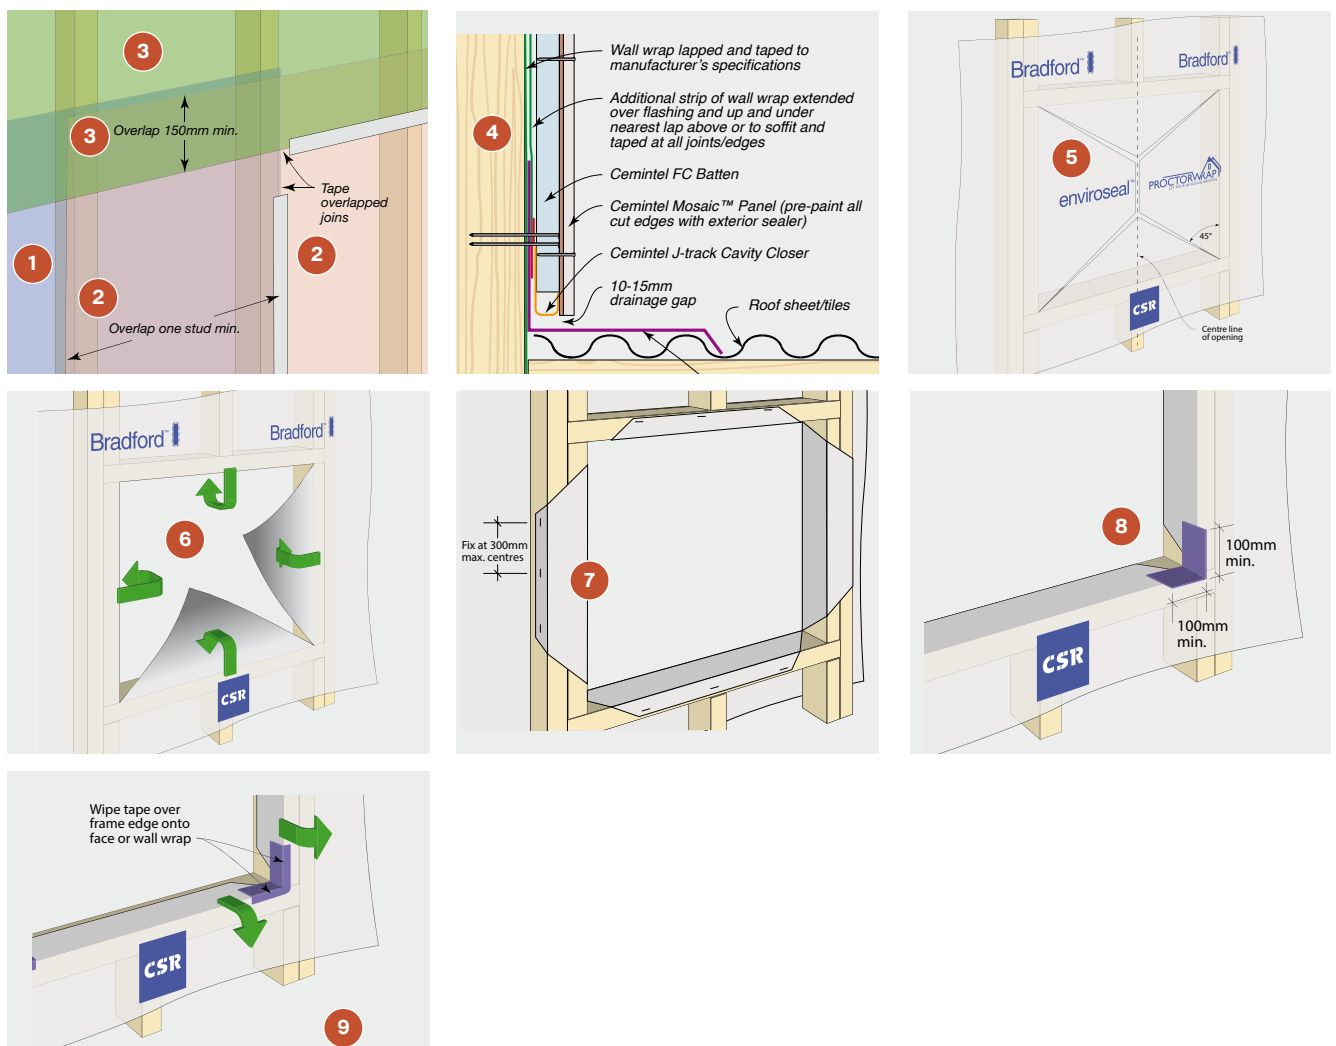 3
3
Overlap 150mm min.
Tape
overlapped
joins
1
2
2
Overlap one stud min.
4
Wall wrap lapped and taped to
manufacturer's specifications
Additional strip of wall wrap extended
over flashing and up and under
nearest lap above or to soffit and
taped at all joints/edges
Cemintel FC Batten
Cemintel Mosaic™ Panel (pre-paint all
cut edges with exterior sealer)
Cemintel J-track Cavity Closer
10-15mm
drainage gap
Roof sheet/tiles
Bradford™
Bradford™
5
enviroseal™
PROCTORWRAP
45°
CSR
Centre line
of opening
Bradford™
Bradford™
6
CSR
Fix at 300mm
max. centres
7
8
100mm
min.
100mm
min.
CSR
Wipe tape over
frame edge onto
face or wall wrap
CSR
9